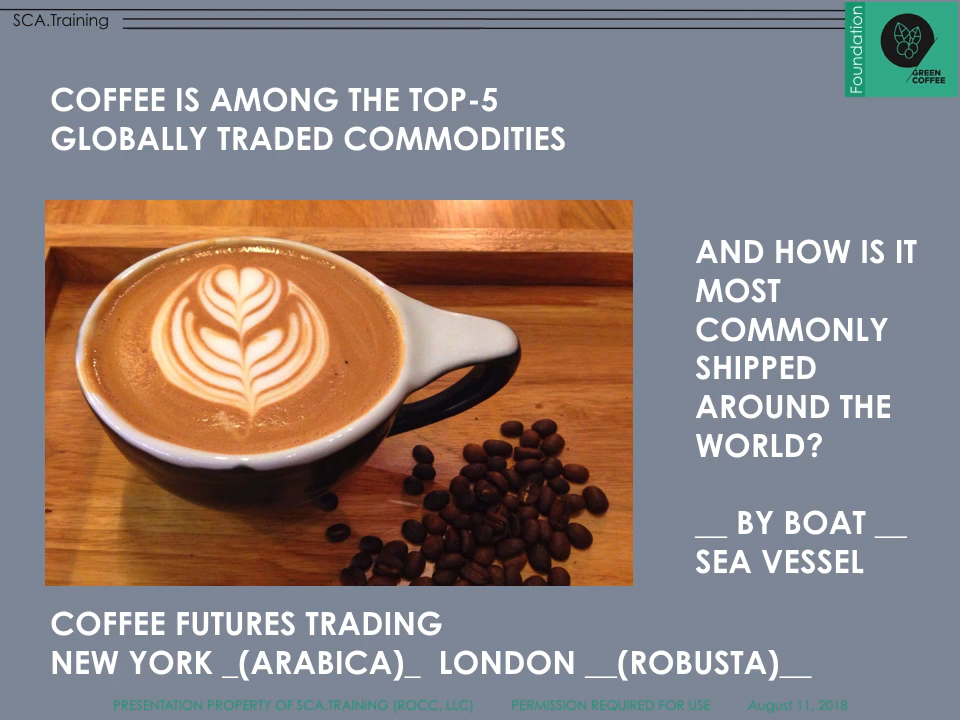 SCA.Training
Foundation
GREEN
COFFEE
COFFEE IS AMONG THE TOP-5
GLOBALLY TRADED COMMODITIES
AND HOW IS IT
MOST
COMMONLY
SHIPPED
AROUND THE
WORLD?
__ BY BOAT __
SEA VESSEL
COFFEE FUTURES TRADING
NEW YORK _(ARABICA)_ LONDON __(ROBUSTA)__
PRESENTATION PROPERTY OF SCA.TRAINING (ROCC, LLC) PERMISSION REQUIRED FOR USE August 11, 2018